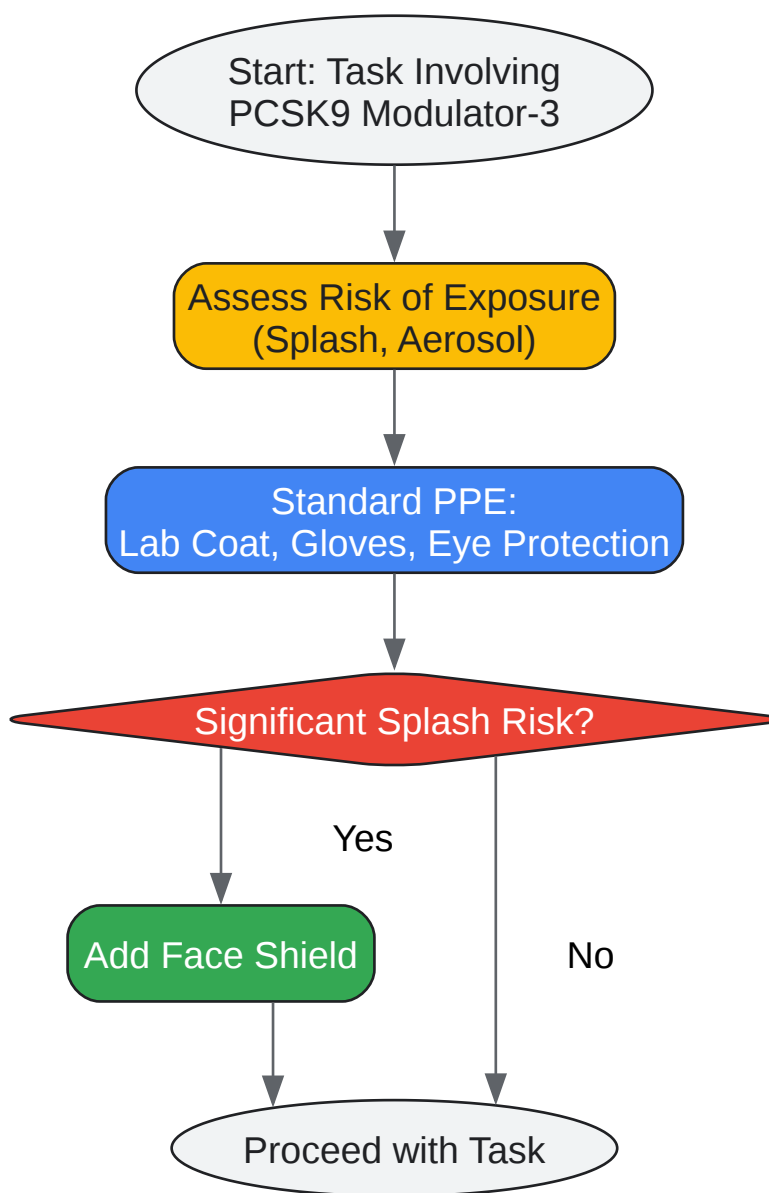 Start: Task Involving
PCSK9 Modulator-3
Assess Risk of Exposure
(Splash, Aerosol)
Standard PPE:
Lab Coat, Gloves, Eye Protection
Significant Splash Risk?
Yes
Add Face Shield
No
Proceed with Task